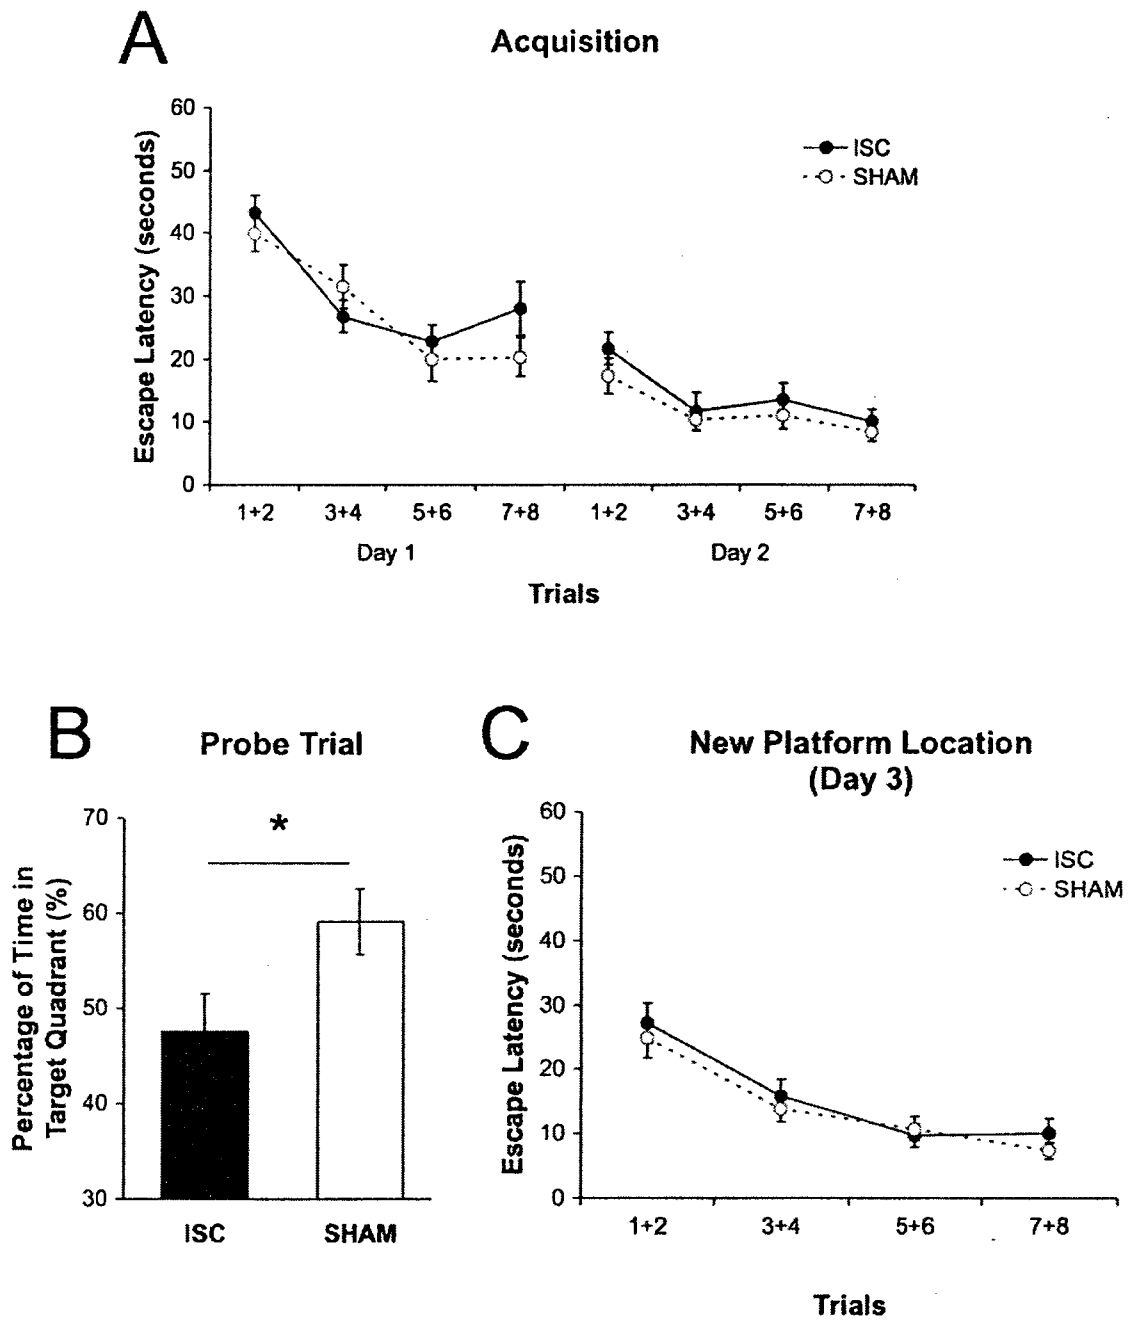 A
Acquisition
60
50
40
30
20
10
0
Escape Latency (seconds)
ISC
SHAM
1+2 3+4 5+6 7+8 1+2 3+4 5+6 7+8
Day 1 Day 2
Trials
B
Probe Trial
70
60
50
40
30
Percentage of Time in
Target Quadrant (%)
*
ISC SHAM
C
New Platform Location
(Day 3)
60
50
40
30
20
10
0
Escape Latency (seconds)
ISC
SHAM
1+2 3+4 5+6 7+8
Trials